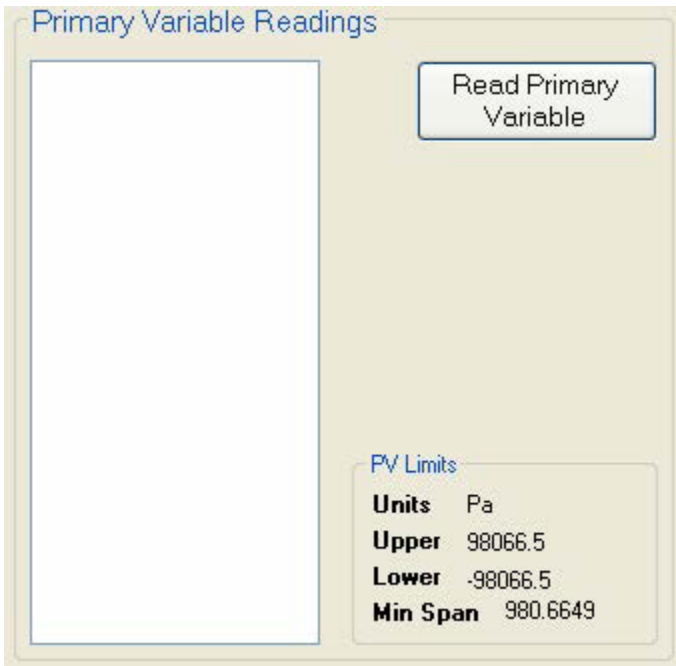 Primary Variable Readings
Read Primary
Variable
PV Limits
Units Pa
Upper 98066.5
Lower -98066.5
Min Span 980.6649